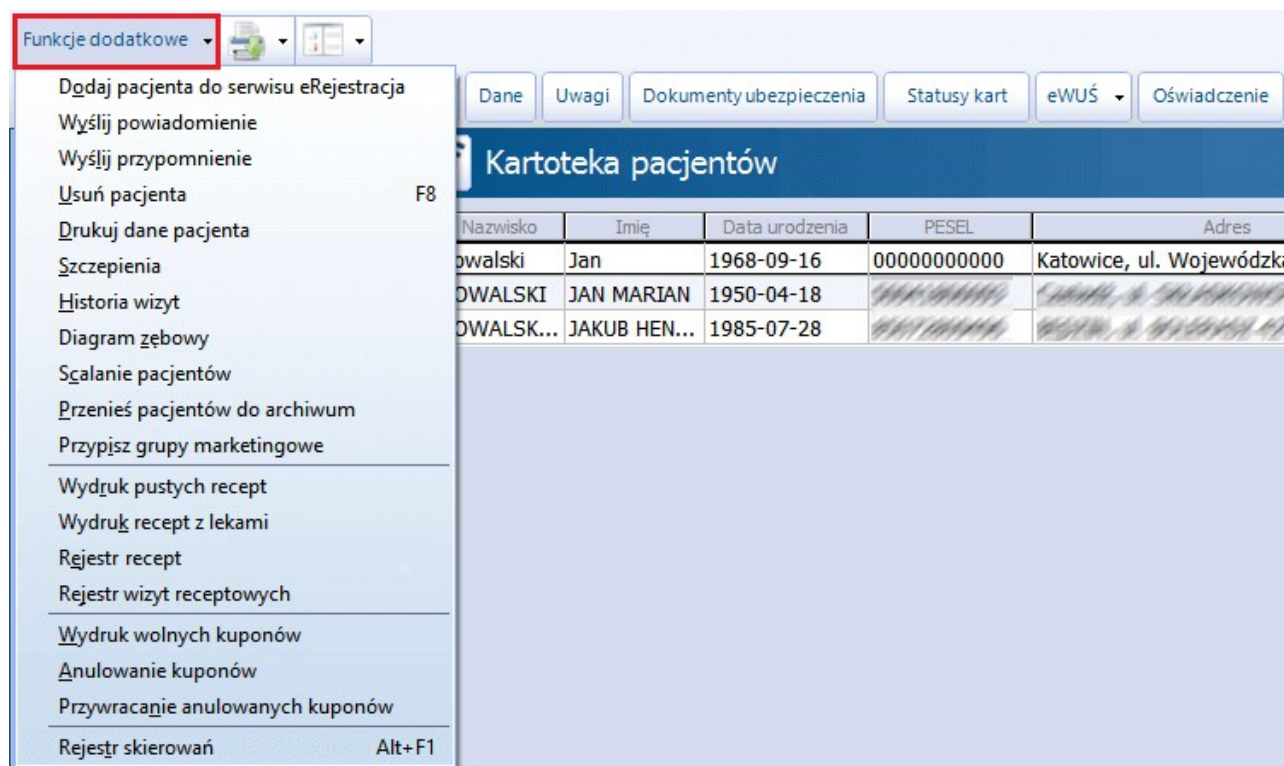 Funkcje dodatkowe
Dodaj pacjenta do serwisu eRejestracja
Wyślij powiadomienie
Wyślij przypomnienie
Usuń pacjenta F8
Drukuj dane pacjenta
Szczepienia
Historia wizyt
Diagram zębowy
Scalanie pacjentów
Przenieś pacjentów do archiwum
Przypisz grupy marketingowe
Wydruk pustych recept
Wydruk recept z lekami
Rejestr recept
Rejestr wizyt receptowych
Wydruk wolnych kuponów
Anulowanie kuponów
Przywracanie anulowanych kuponów
Rejestr skierowań Alt+F1
Dane Uwagi Dokumenty ubezpieczenia Statusy kart eWUŚ Oświadczenie
Kartoteka pacjentów
Nazwisko Imię Data urodzenia PESEL Adres
owalski Jan 1968-09-16 00000000000 Katowice, ul. Wojewódzka
OWALSKI JAN MARIAN 1950-04-18
OWALSK... JAKUB HEN... 1985-07-28